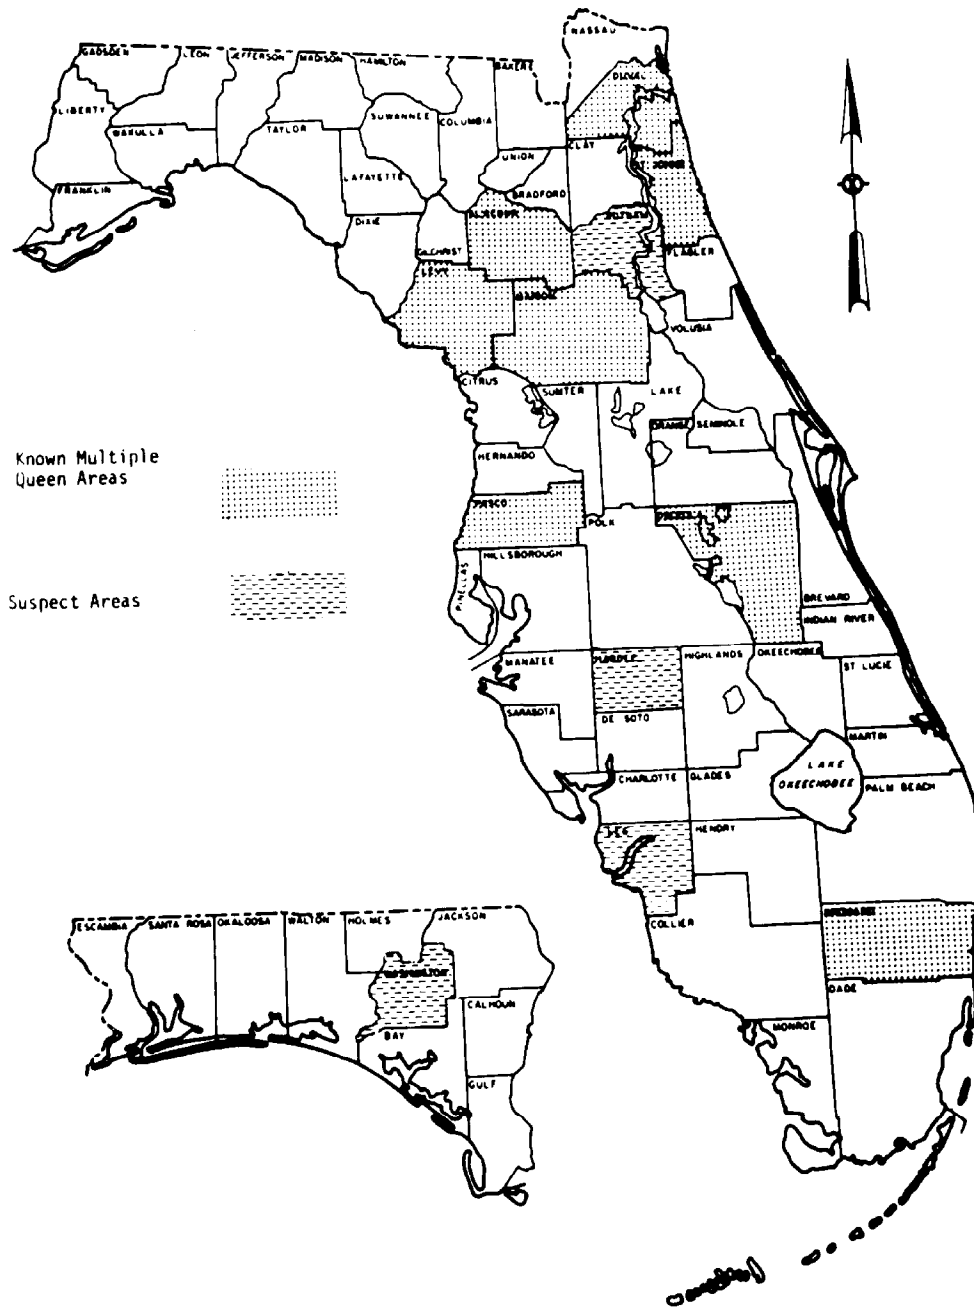 NASSAU
GADSDEN
LEON
JEFFERSON
MADISON
HAMILTON
BAKER
DUVAL
LIBERTY
WAKULLA
TAYLOR
SUWANNEE
COLUMBIA
UNION
CLAY
ST JOHNS
FRANKLIN
LAFAYETTE
BRADFORD
DIXIE
ALACHUA
PUTNAM
GILCHRIST
FLAGLER
LEVY
MARION
VOLUSIA
CITRUS
SUMTER
LAKE
ORANGE
SEMINOLE
HERNANDO
Known Multiple
Queen Areas
PASCO
POLK
OSCEOLA
HILLSBOROUGH
PINELLAS
Suspect Areas
BREVARD
INDIAN RIVER
MANATEE
HARDEE
HIGHLANDS
OKEECHOBEE
ST LUCIE
SARASOTA
DE SOTO
MARTIN
CHARLOTTE
GLADES
LAKE
OKEECHOBEE
PALM BEACH
LEE
HENDRY
COLLIER
BROWARD
DADE
MONROE
ESCAMBIA
SANTA ROSA
OKALOOSA
WALTON
HOLMES
JACKSON
WASHINGTON
CALHOUN
BAY
GULF